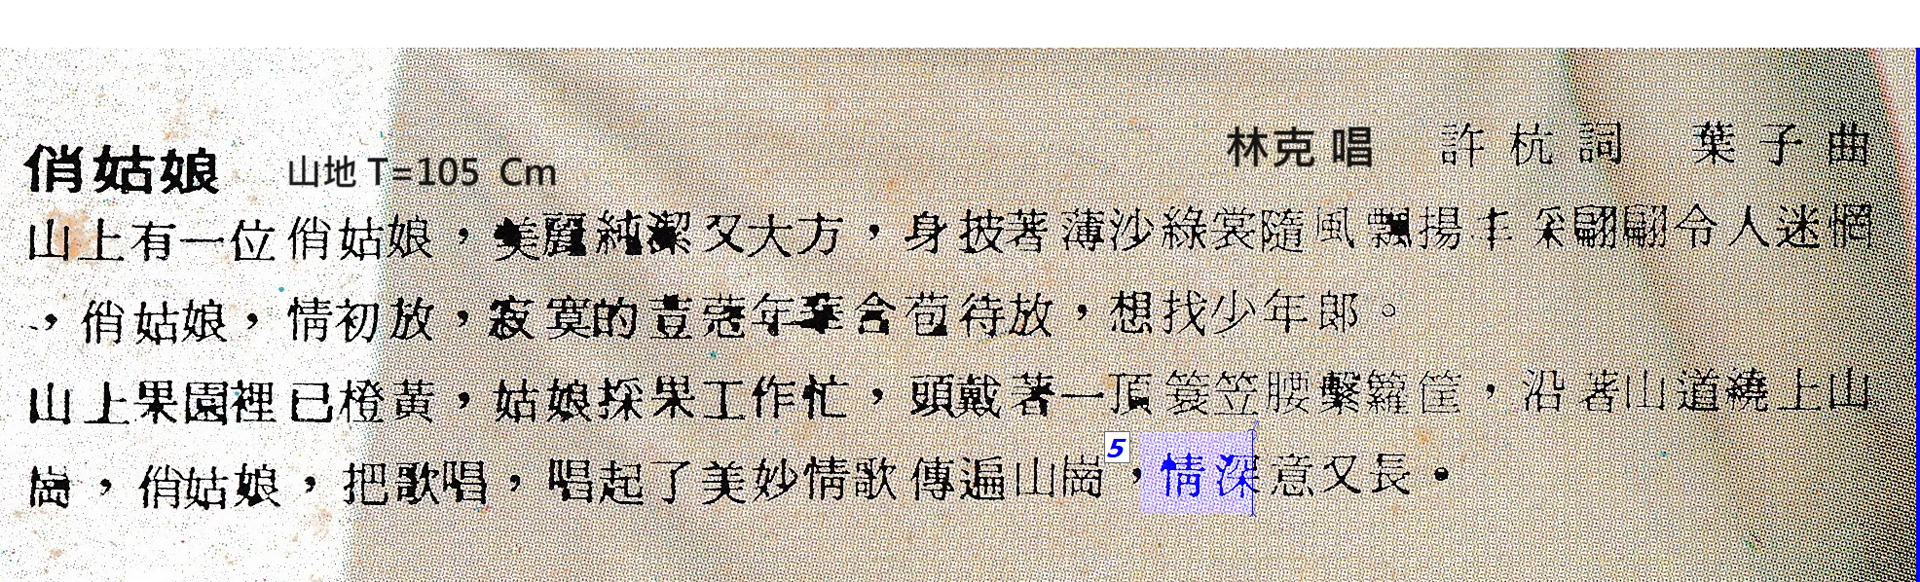 俏姑娘 山地 T=105 Cm 林克 唱 許杭詞 葉子曲
山上有一位俏姑娘，美麗純潔又大方，身披著薄沙綠裳隨風飄揚丰采翩翩令人迷惘
，俏姑娘，情初放，寂寞的荳蔻年華含苞待放，想找少年郎。
山上果園裡已橙黃，姑娘採果工作忙，頭戴著一頂簑笠腰繫籮筐，沿著山道繞上山
崗，俏姑娘，把歌唱，唱起了美妙情歌傳遍山崗，情深意又長。
5